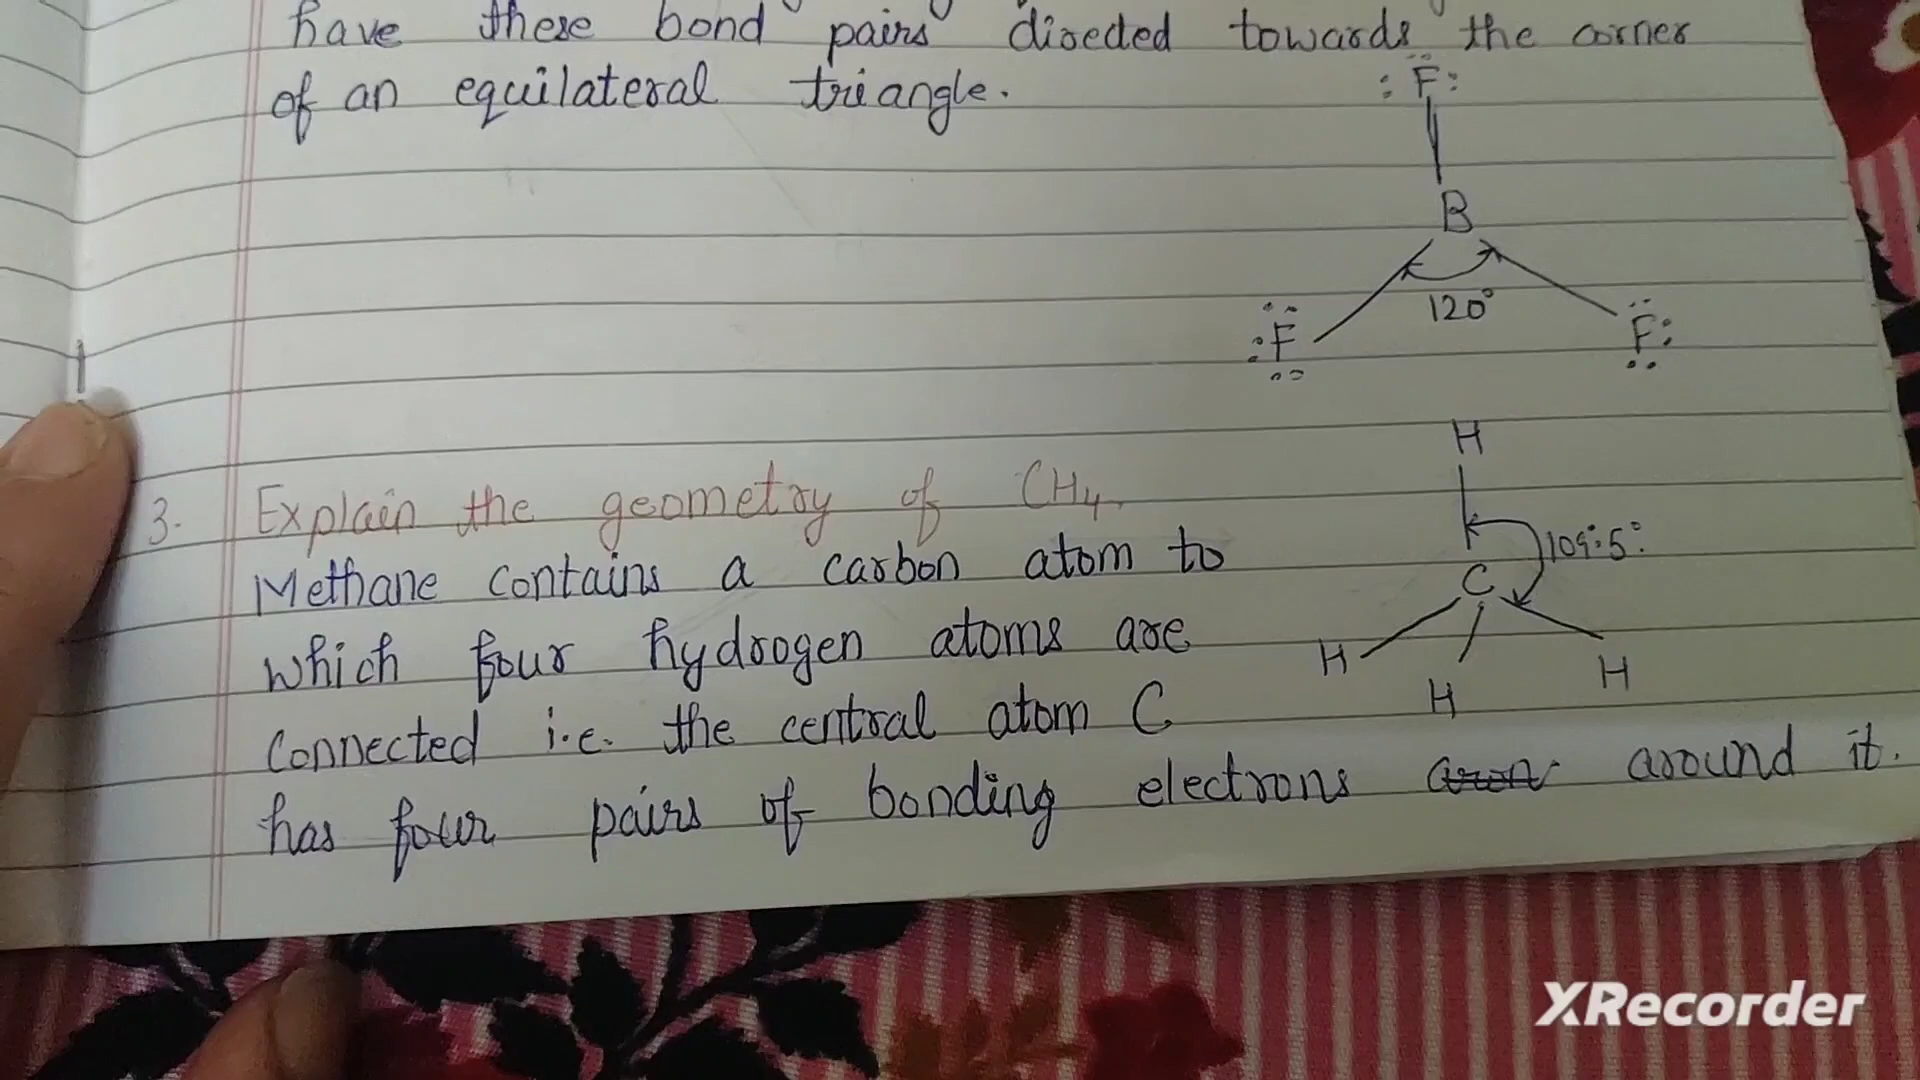 have these bond pairs diseded towards the corner
of an equilateral triangle.
:F:
B
120°
:F
F:
3. Explain the geometry of CH4.
H
109.5°
C
H
H
H
Methane contains a carbon atom to
which four hydrogen atoms are
connected i.e. the central atom C
has four pairs of bonding electrons around it.
XRecorder